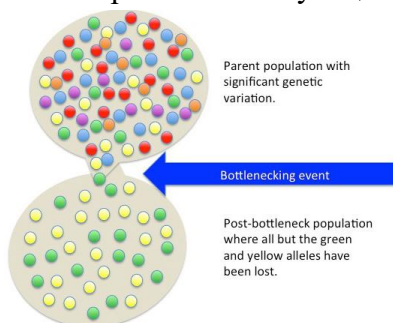 Parent population with
significant genetic
variation.
Bottlenecking event
Post-bottleneck population
where all but the green
and yellow alleles have
been lost.